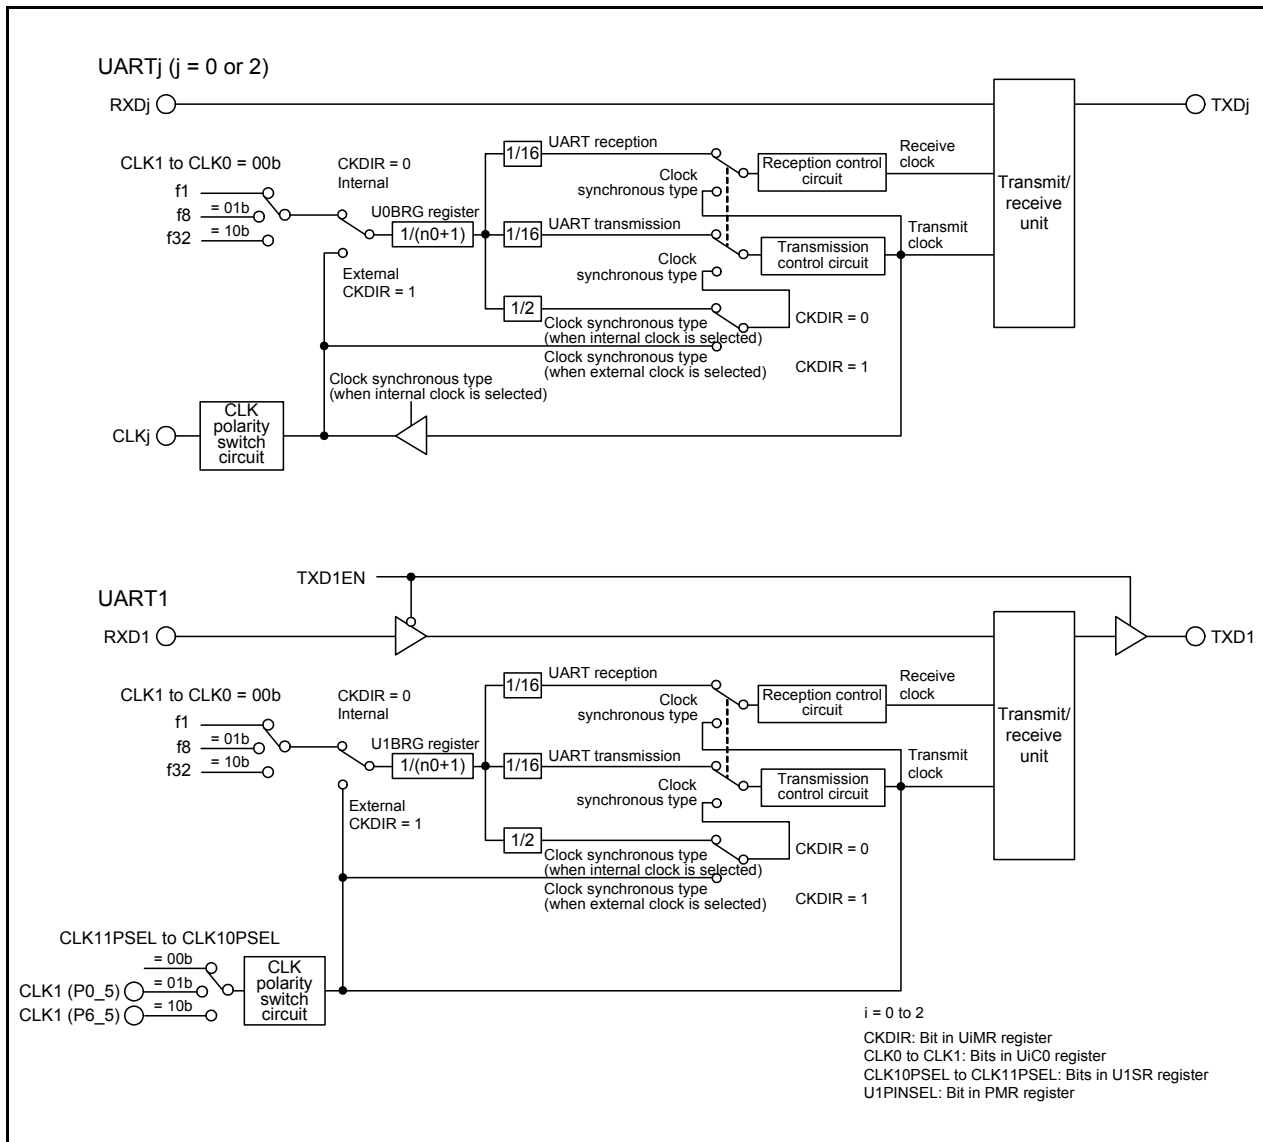 UARTj (j = 0 or 2)
RXDj
TXDj
CLK1 to CLK0 = 00b
f1
f8
= 01b
f32
= 10b
CKDIR = 0
Internal
U0BRG register
1/(n0+1)
External
CKDIR = 1
1/16
UART reception
Clock
synchronous type
1/16
UART transmission
Clock
synchronous type
1/2
Clock synchronous type
(when internal clock is selected)
Clock synchronous type
(when external clock is selected)
CKDIR = 0
CKDIR = 1
Reception control
circuit
Receive
clock
Transmission
control circuit
Transmit
clock
Transmit/
receive
unit
Clock synchronous type
(when internal clock is selected)
CLKj
CLK
polarity
switch
circuit
TXD1EN
UART1
RXD1
TXD1
CLK1 to CLK0 = 00b
f1
f8
= 01b
f32
= 10b
CKDIR = 0
Internal
U1BRG register
1/(n0+1)
External
CKDIR = 1
1/16
UART reception
Clock
synchronous type
1/16
UART transmission
Clock
synchronous type
1/2
Clock synchronous type
(when internal clock is selected)
Clock synchronous type
(when external clock is selected)
CKDIR = 0
CKDIR = 1
Reception control
circuit
Receive
clock
Transmission
control circuit
Transmit
clock
Transmit/
receive
unit
CLK11PSEL to CLK10PSEL
= 00b
CLK1 (P0_5)
= 01b
CLK1 (P6_5)
= 10b
CLK
polarity
switch
circuit
i = 0 to 2
CKDIR: Bit in UiMR register
CLK0 to CLK1: Bits in UiC0 register
CLK10PSEL to CLK11PSEL: Bits in U1SR register
U1PINSEL: Bit in PMR register